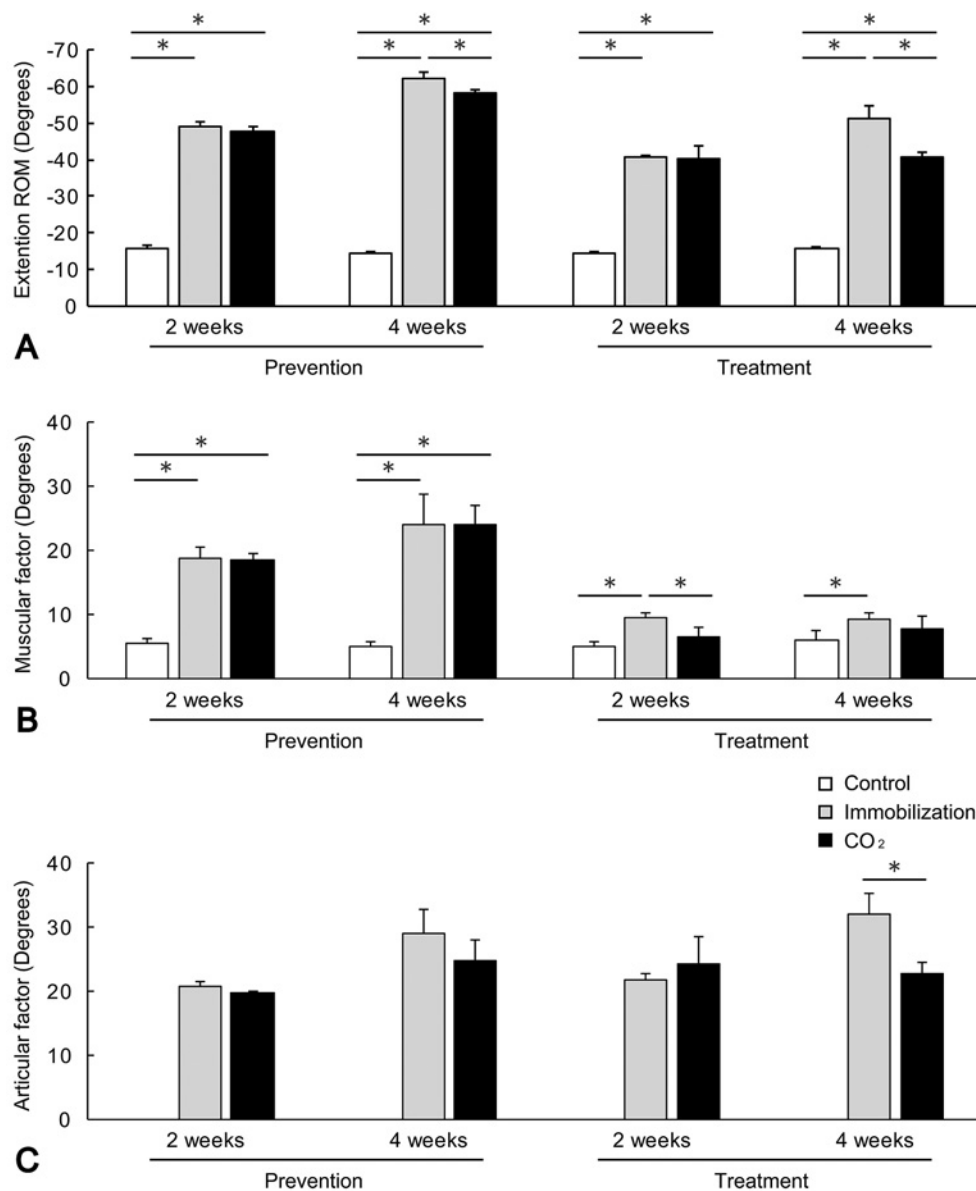 * * * *
* * * * * *
-70
-60
-50
-40
-30
-20
-10
0
Extention ROM (Degrees)
2 weeks 4 weeks 2 weeks 4 weeks
A
Prevention Treatment
40
30
20
10
0
Muscular factor (Degrees)
* *
* * * * *
2 weeks 4 weeks 2 weeks 4 weeks
B
Prevention Treatment
Control
Immobilization
CO₂
40
30
20
10
0
Articular factor (Degrees)
*
2 weeks 4 weeks 2 weeks 4 weeks
C
Prevention Treatment